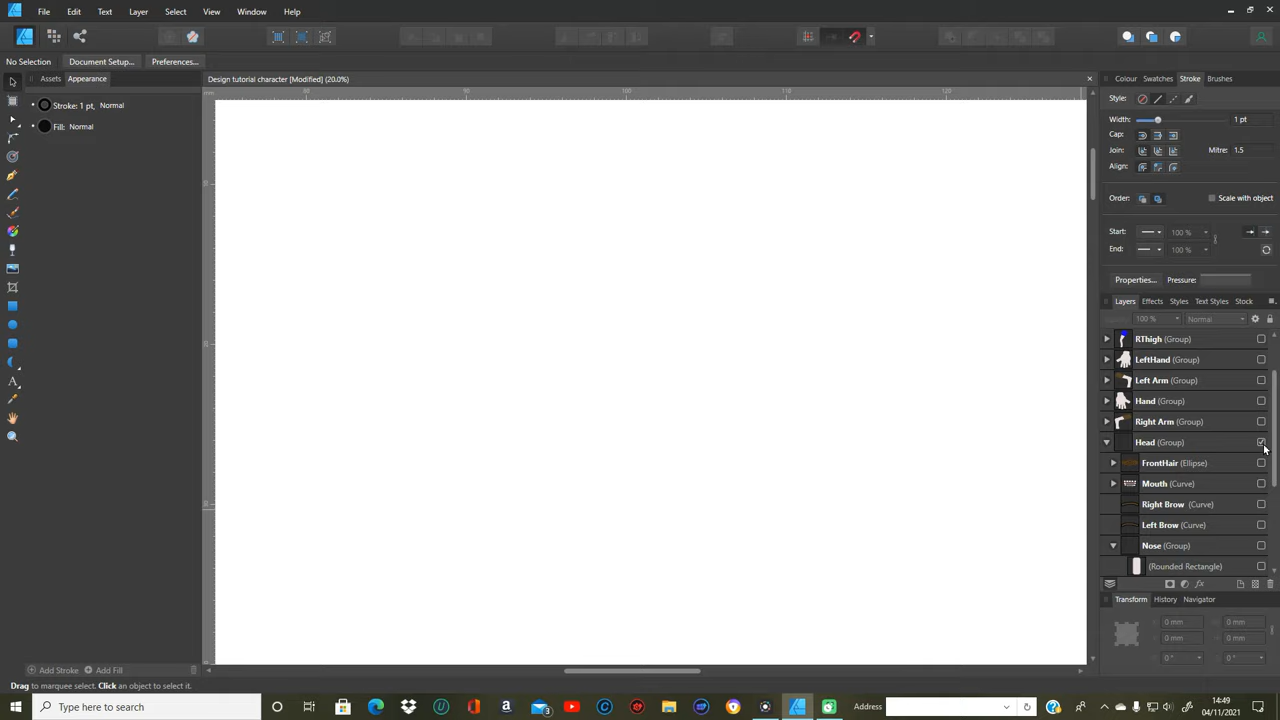 File Edit Text Layer Select View Window Help
No Selection Document Setup... Preferences...
Assets Appearance
Design tutorial character [Modified] (20.0%)
Colour Swatches Stroke Brushes
mm 80 90 100 110 120
Stroke: 1 pt, Normal
Fill: Normal
Style:
Width: 1 pt
Cap:
Join: Mitre: 1.5
Align:
Order: Scale with object
Start: 100 %
End: 100 %
Properties... Pressure:
Layers Effects Styles Text Styles Stock
100 % Normal
RThigh (Group)
LeftHand (Group)
Left Arm (Group)
Hand (Group)
Right Arm (Group)
Head (Group)
FrontHair (Ellipse)
Mouth (Curve)
Right Brow (Curve)
Left Brow (Curve)
Nose (Group)
(Rounded Rectangle)
Transform History Navigator
0 mm 0 mm
0 mm 0 mm
0 ° 0 °
Add Stroke Add Fill
Drag to marquee select. Click an object to select it.
Type here to search
Address
14:49
04/11/2021